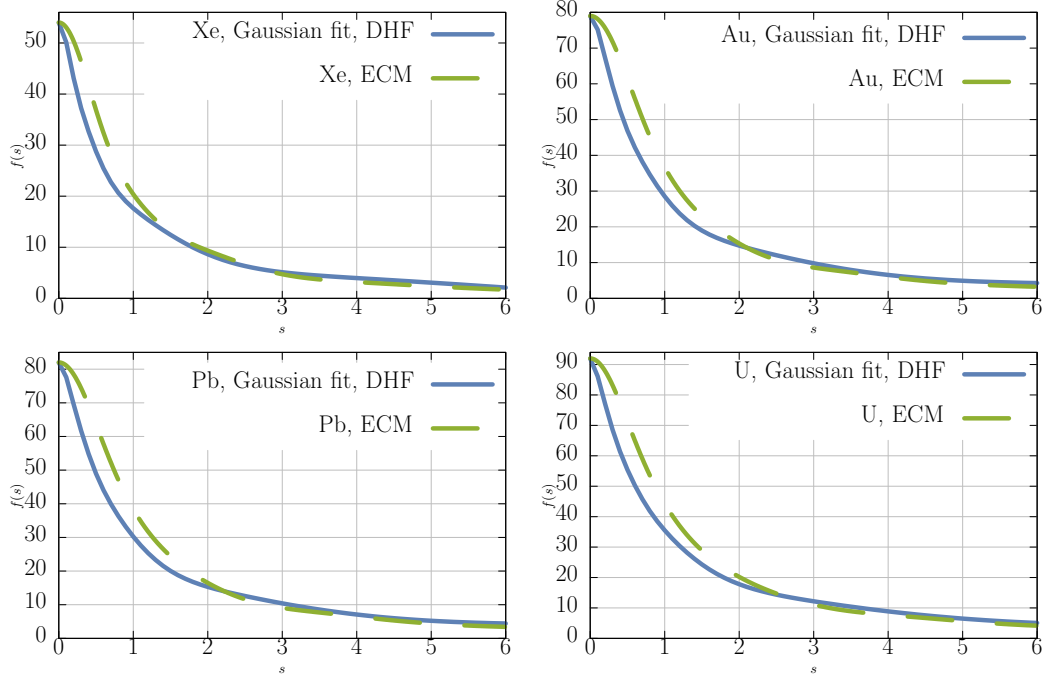 Xe, Gaussian fit, DHF
Xe, ECM
f(s)
50
40
30
20
10
0
0 1 2 3 4 5 6
s
Au, Gaussian fit, DHF
Au, ECM
f(s)
80
70
60
50
40
30
20
10
0
0 1 2 3 4 5 6
s
Pb, Gaussian fit, DHF
Pb, ECM
f(s)
80
70
60
50
40
30
20
10
0
0 1 2 3 4 5 6
s
U, Gaussian fit, DHF
U, ECM
f(s)
90
80
70
60
50
40
30
20
10
0
0 1 2 3 4 5 6
s